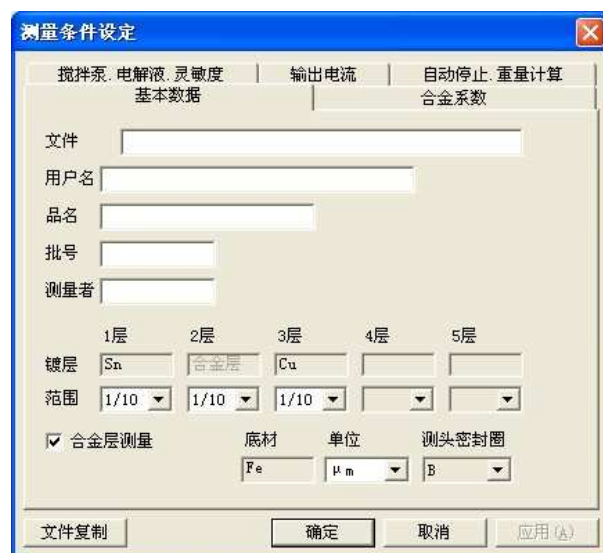 测量条件设定
搅拌泵.电解液.灵敏度 输出电流 自动停止.重量计算
基本数据 合金系数
文件
用户名
品名
批号
测量者
1层 2层 3层 4层 5层
镀层 Sn 合金层 Cu
范围 1/10 1/10 1/10
合金层测量 底材 单位 测头密封圈
Fe μm B
文件复制 确定 取消 应用(A)